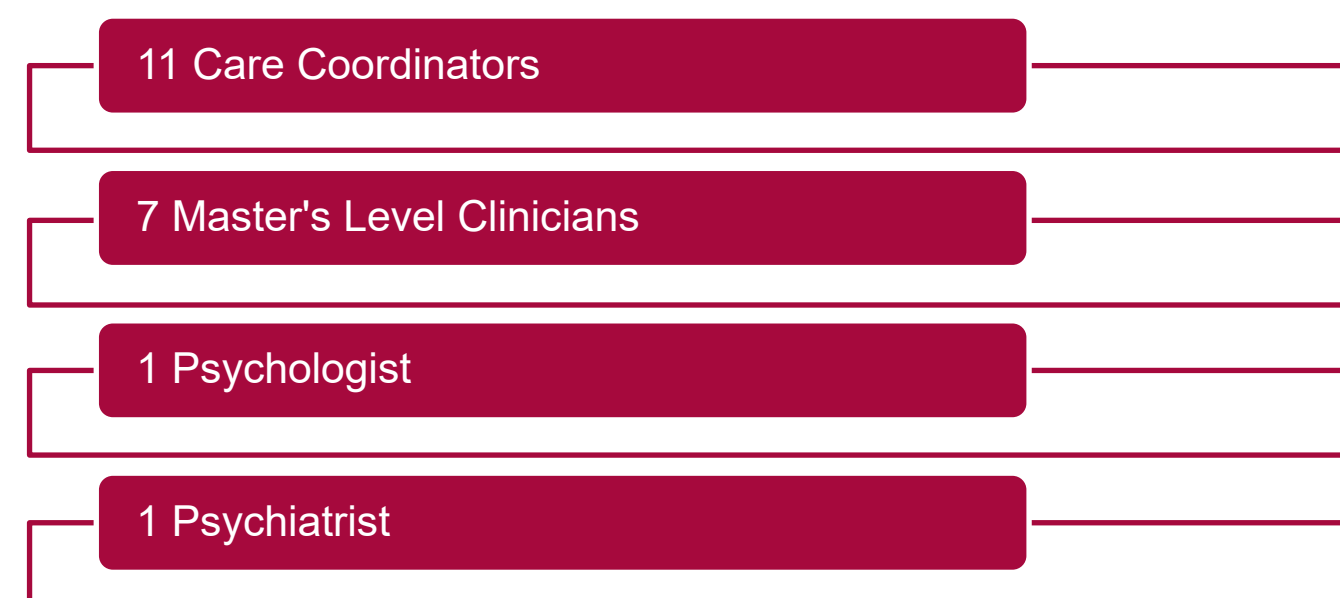 11 Care Coordinators
7 Master's Level Clinicians
1 Psychologist
1 Psychiatrist